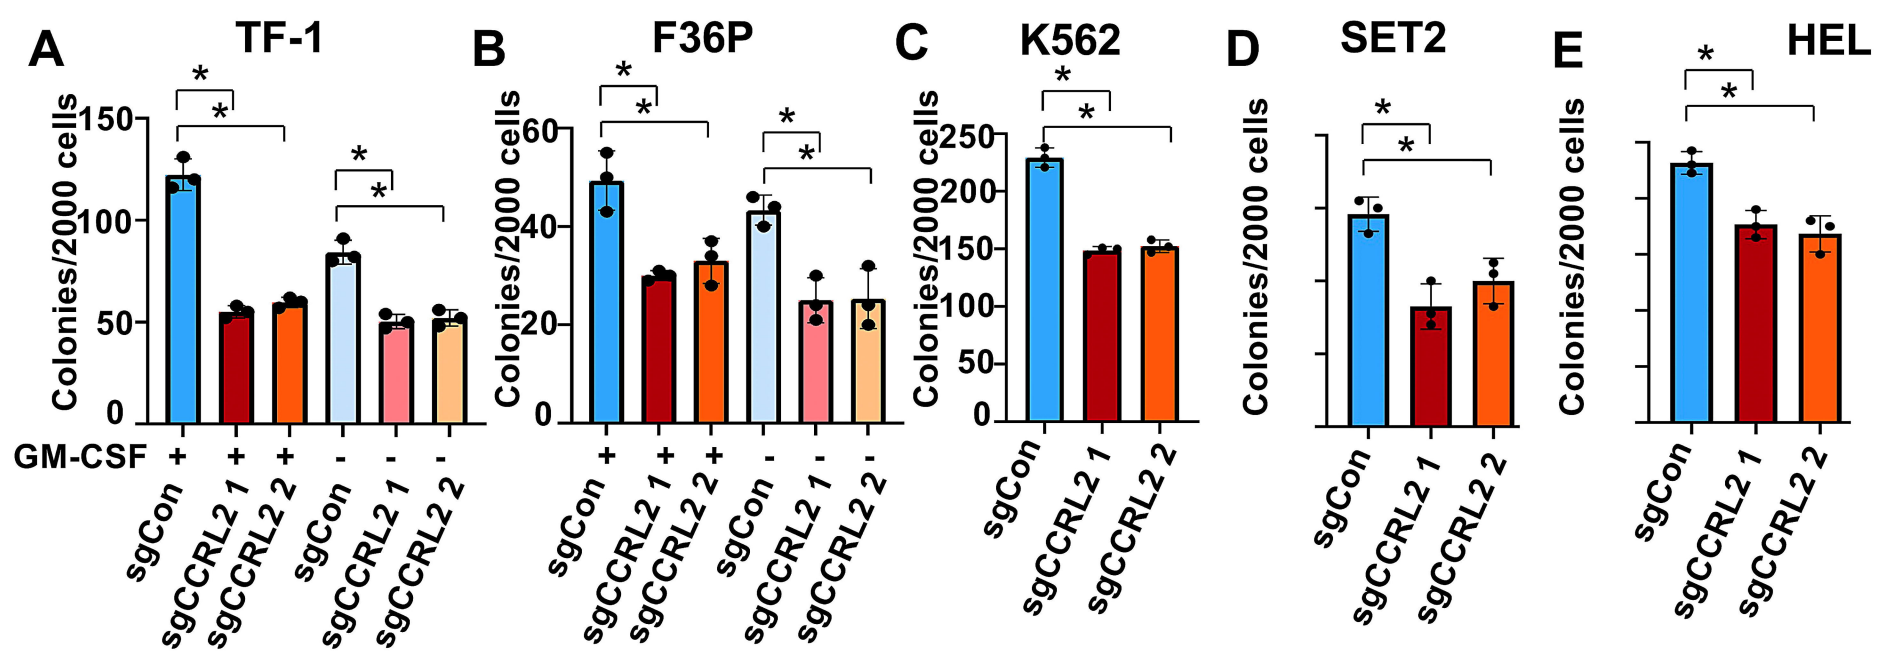 A TF-1
B F36P
C K562
D SET2
E HEL
Colonies/2000 cells
150
100
50
0
* * * *
GM-CSF + + + - - -
sgCon sgCCRL2 1 sgCCRL2 2 sgCon sgCCRL2 1 sgCCRL2 2
Colonies/2000 cells
60
40
20
0
* * * *
+ + + - - -
sgCon sgCCRL2 1 sgCCRL2 2 sgCon sgCCRL2 1 sgCCRL2 2
Colonies/2000 cells
250
200
150
100
50
0
* *
sgCon sgCCRL2 1 sgCCRL2 2
Colonies/2000 cells
* *
sgCon sgCCRL2 1 sgCCRL2 2
Colonies/2000 cells
* *
sgCon sgCCRL2 1 sgCCRL2 2